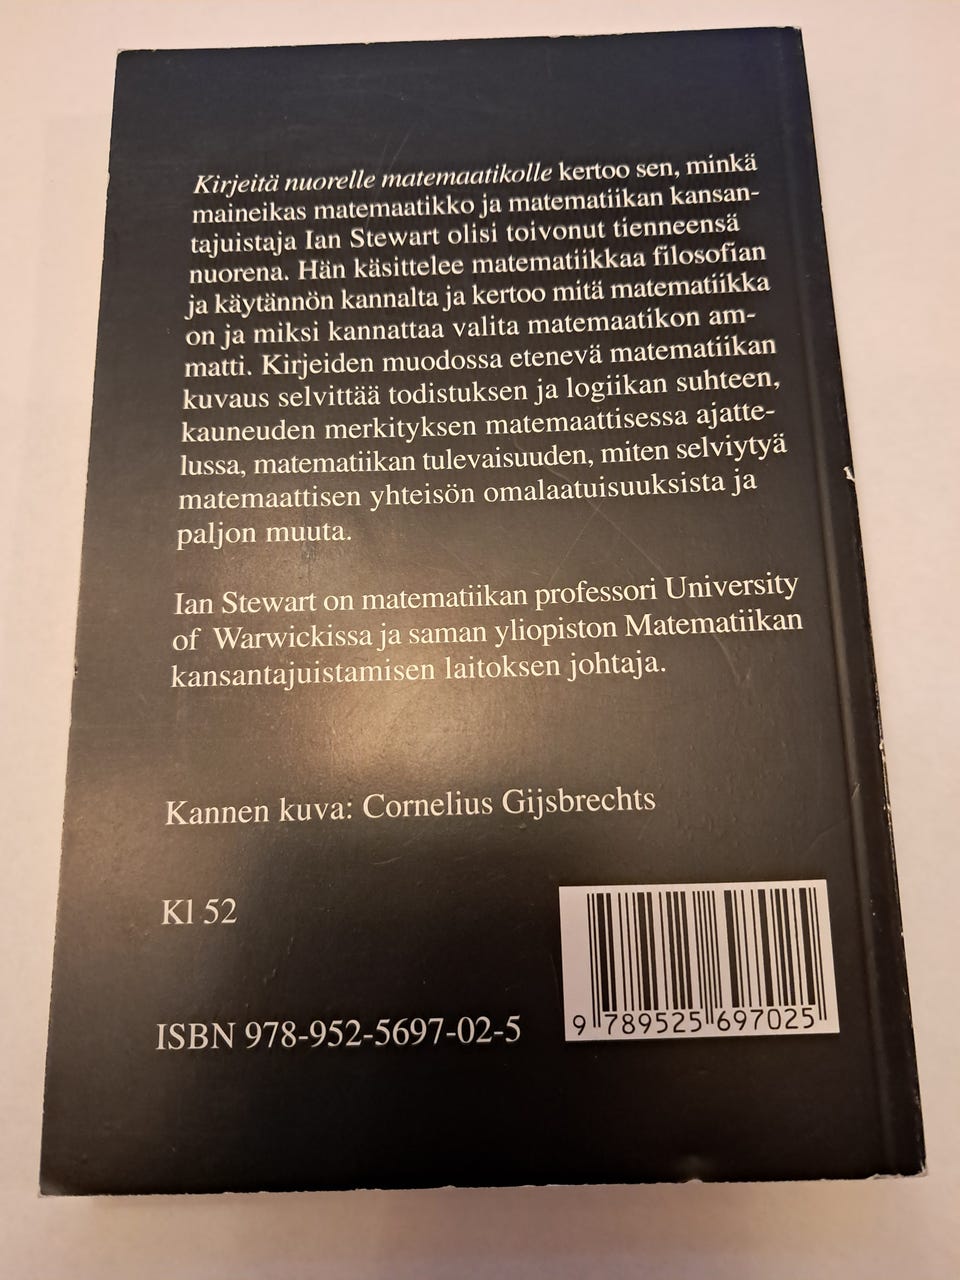 Kirjeitä nuorelle matemaatikolle kertoo sen, minkä
maineikas matemaatikko ja matematiikan kansan-
tajuistaja Ian Stewart olisi toivonut tienneensä
nuorena. Hän käsittelee matematiikkaa filosofian
ja käytännön kannalta ja kertoo mitä matematiikka
on ja miksi kannattaa valita matemaatikon am-
matti. Kirjeiden muodossa etenevä matematiikan
kuvaus selvittää todistuksen ja logiikan suhteen,
kauneuden merkityksen matemaattisessa ajatte-
lussa, matematiikan tulevaisuuden, miten selviytyä
matemaattisen yhteisön omalaatuisuuksista ja
paljon muuta.
Ian Stewart on matematiikan professori University
of Warwickissa ja saman yliopiston Matematiikan
kansantajuistamisen laitoksen johtaja.
Kannen kuva: Cornelius Gijsbrechts
Kl 52
ISBN 978-952-5697-02-5
9 789525 697025